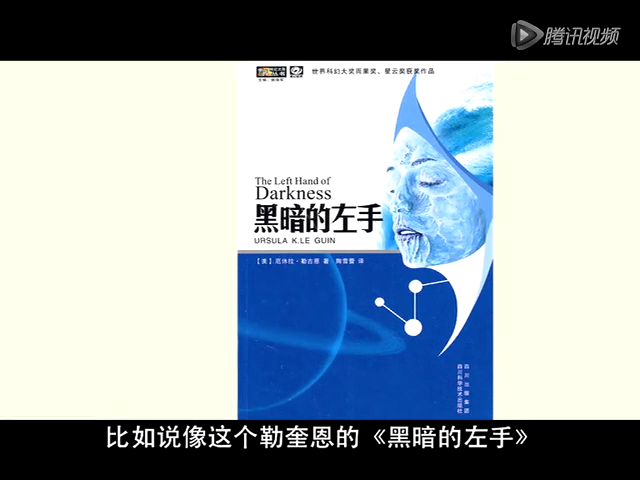 腾讯视频
世界科幻大奖雨果奖、星云奖获奖作品
The Left Hand of
Darkness
黑暗的左手
URSULA K.LE GUIN
【美】厄休拉·勒古恩 著 陶雪蕾 译
四川出版集团
四川科学技术出版社
比如说像这个勒奎恩的《黑暗的左手》